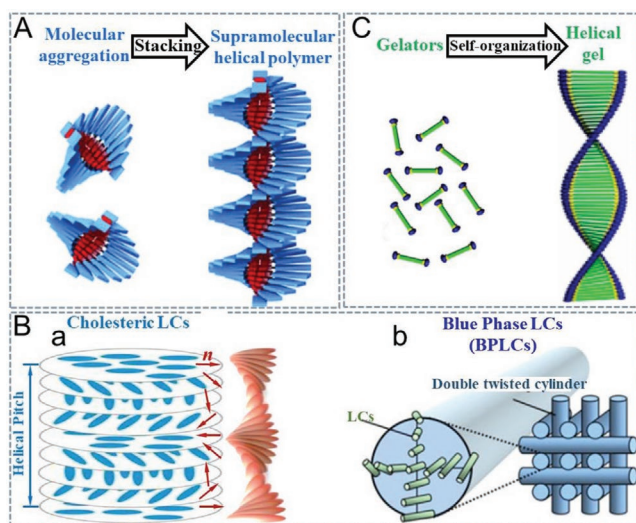 A
Molecular
aggregation
Stacking
Supramolecular
helical polymer
C
Gelators
Self-organization
Helical
gel
B
Cholesteric LCs
a
n
Helical Pitch
b
Blue Phase LCs
(BPLCs)
Double twisted cylinder
LCs